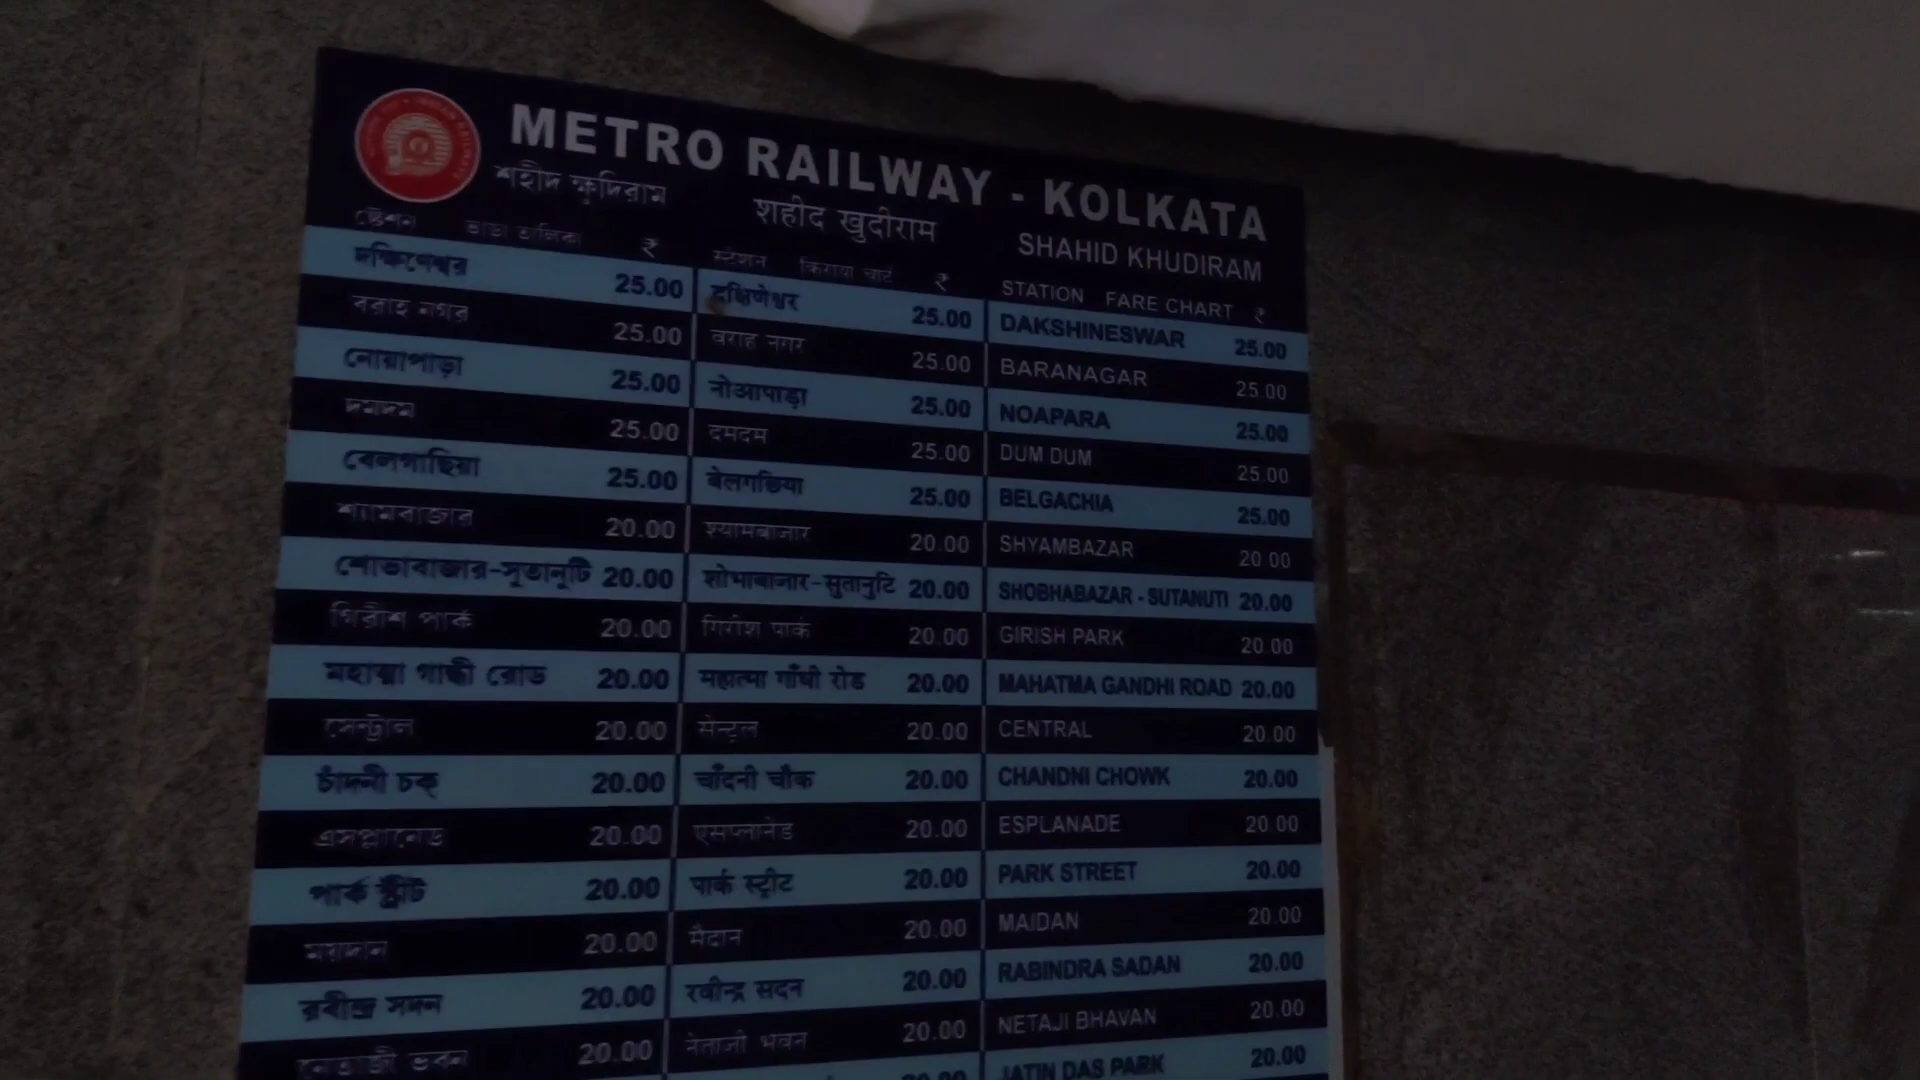 METRO RAILWAY - KOLKATA
শহীদ ক্ষুদিরাম शहीद खुदीराम SHAHID KHUDIRAM
স্টেশন ভাড়া তালিকা ₹ स्टेशन किराया चार्ट ₹ STATION FARE CHART ₹
দক্ষিণেশ্বর 25.00 दक्षिणेश्वर 25.00 DAKSHINESWAR 25.00
বরাহ নগর 25.00 वराह नगर 25.00 BARANAGAR 25.00
নোয়াপাড়া 25.00 नोआपाड़ा 25.00 NOAPARA 25.00
দমদম 25.00 दमदम 25.00 DUM DUM 25.00
বেলগাছিয়া 25.00 बेलगछिया 25.00 BELGACHIA 25.00
শ্যামবাজার 20.00 श्यामबाजार 20.00 SHYAMBAZAR 20.00
শোভাবাজার-সূতানুটি 20.00 शोभाबाजार-सुतानुटि 20.00 SHOBHABAZAR - SUTANUTI 20.00
গিরীশ পার্ক 20.00 गिरीश पार्क 20.00 GIRISH PARK 20.00
মহাত্মা গান্ধী রোড 20.00 महात्मा गाँधी रोड 20.00 MAHATMA GANDHI ROAD 20.00
সেন্ট্রাল 20.00 सेन्ट्रल 20.00 CENTRAL 20.00
চাঁদনী চক্ 20.00 चाँदनी चौक 20.00 CHANDNI CHOWK 20.00
এসপ্লানেড 20.00 एसप्लानेड 20.00 ESPLANADE 20.00
পার্ক স্ট্রীট 20.00 पार्क स्ट्रीट 20.00 PARK STREET 20.00
ময়দান 20.00 मैदान 20.00 MAIDAN 20.00
রবীন্দ্র সদন 20.00 रवीन्द्र सदन 20.00 RABINDRA SADAN 20.00
নেতাজী ভবন 20.00 नेताजी भवन 20.00 NETAJI BHAVAN 20.00
20.00 JATIN DAS PARK 20.00